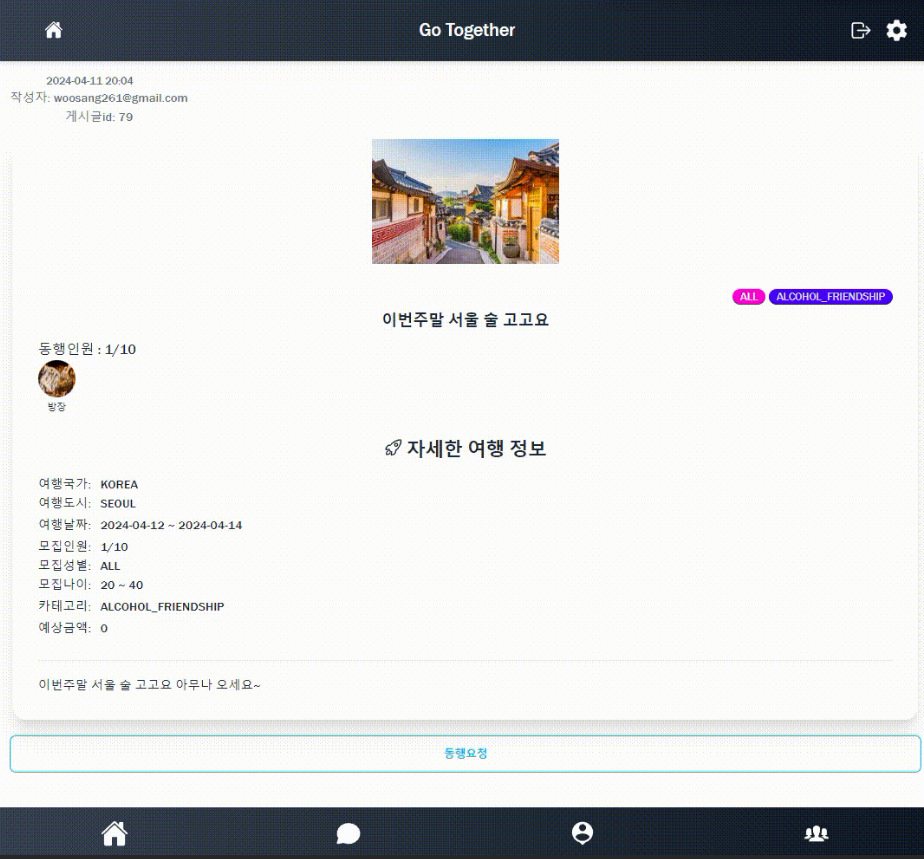 Go Together
2024-04-11 20:04
작성자: woosang261@gmail.com
게시글id: 79
ALL ALCOHOL_FRIENDSHIP
이번주말 서울 술 고고요
동행인원 : 1/10
방장
자세한 여행 정보
여행국가: KOREA
여행도시: SEOUL
여행날짜: 2024-04-12 ~ 2024-04-14
모집인원: 1/10
모집성별: ALL
모집나이: 20 ~ 40
카테고리: ALCOHOL_FRIENDSHIP
예상금액: 0
이번주말 서울 술 고고요 아무나 오세요~
동행요청